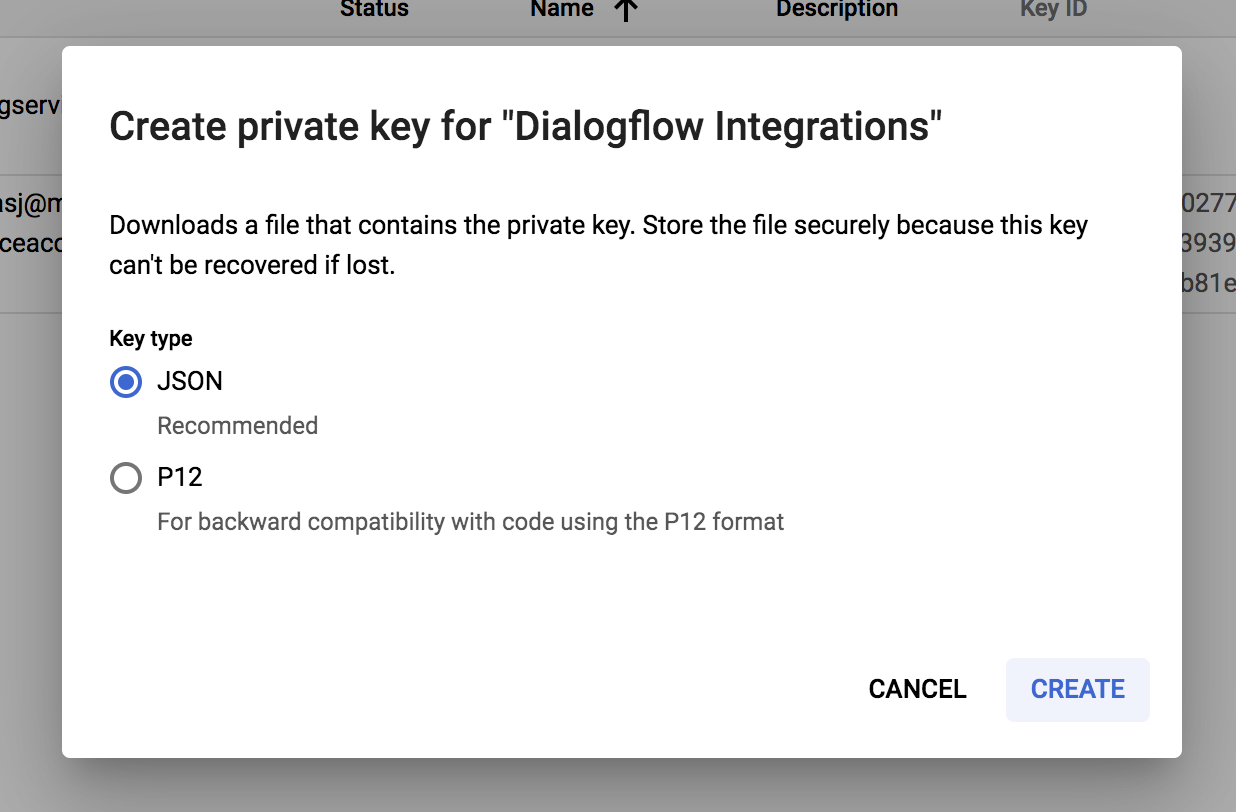 Status Name Description Key ID
Create private key for "Dialogflow Integrations"
Downloads a file that contains the private key. Store the file securely because this key
can't be recovered if lost.
Key type
JSON
Recommended
P12
For backward compatibility with code using the P12 format
CANCEL CREATE
gserv
asj@m
ceacc
0277
3939
b81e